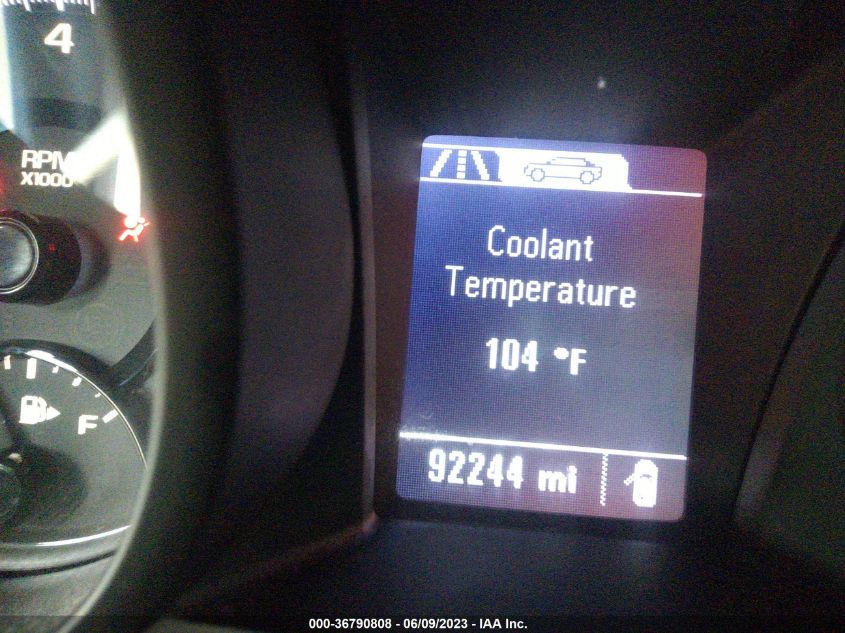 4
RPM
X1000
F
Coolant
Temperature
104 °F
92244 mi
000-36790808 - 06/09/2023 - IAA Inc.